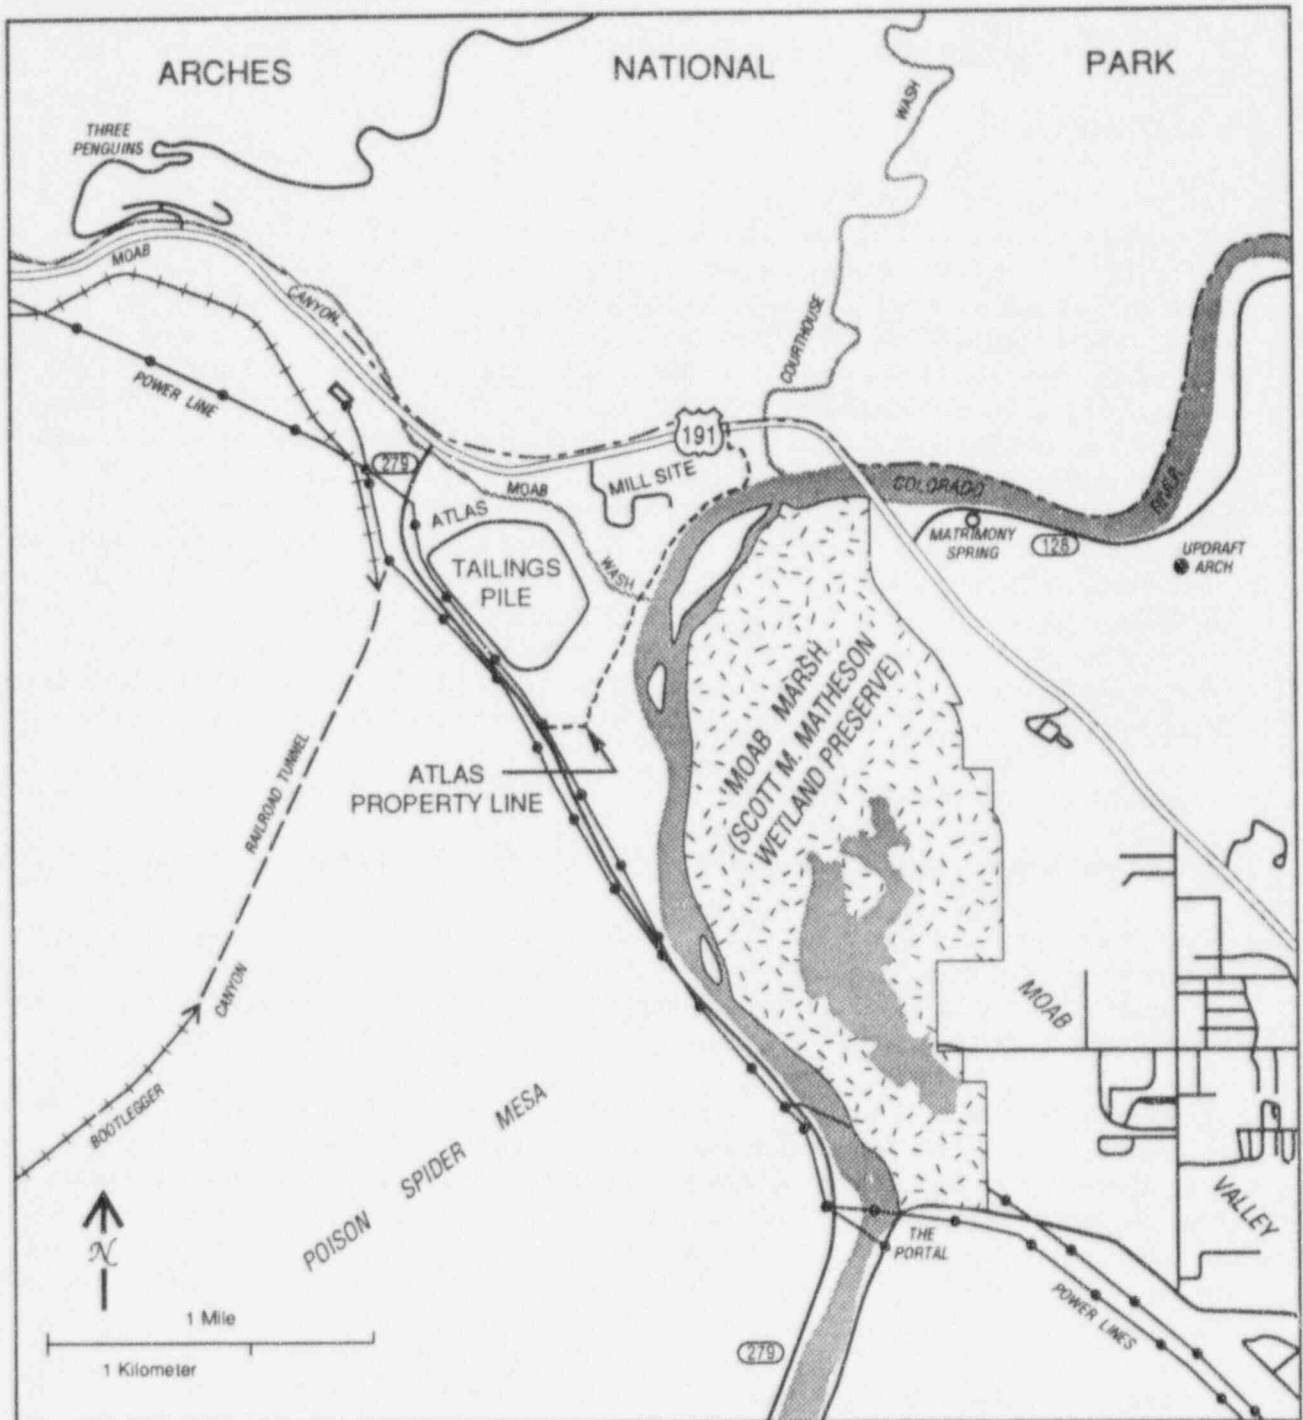 ARCHES NATIONAL PARK
THREE
PENGUINS
WASH
MOAB
CANYON
COURTHOUSE
POWER LINE
191
279
MILL SITE
MOAB
WASH
COLORADO
RIVER
ATLAS
TAILINGS
PILE
MATRIMONY
SPRING
128
UPDRAFT
ARCH
MOAB MARSH
(SCOTT M. MATHESON
WETLAND PRESERVE)
ATLAS
PROPERTY LINE
RAILROAD TUNNEL
BOOTLEGGER
CANYON
MOAB
VALLEY
POISON SPIDER MESA
N
1 Mile
1 Kilometer
THE
PORTAL
POWER LINES
279